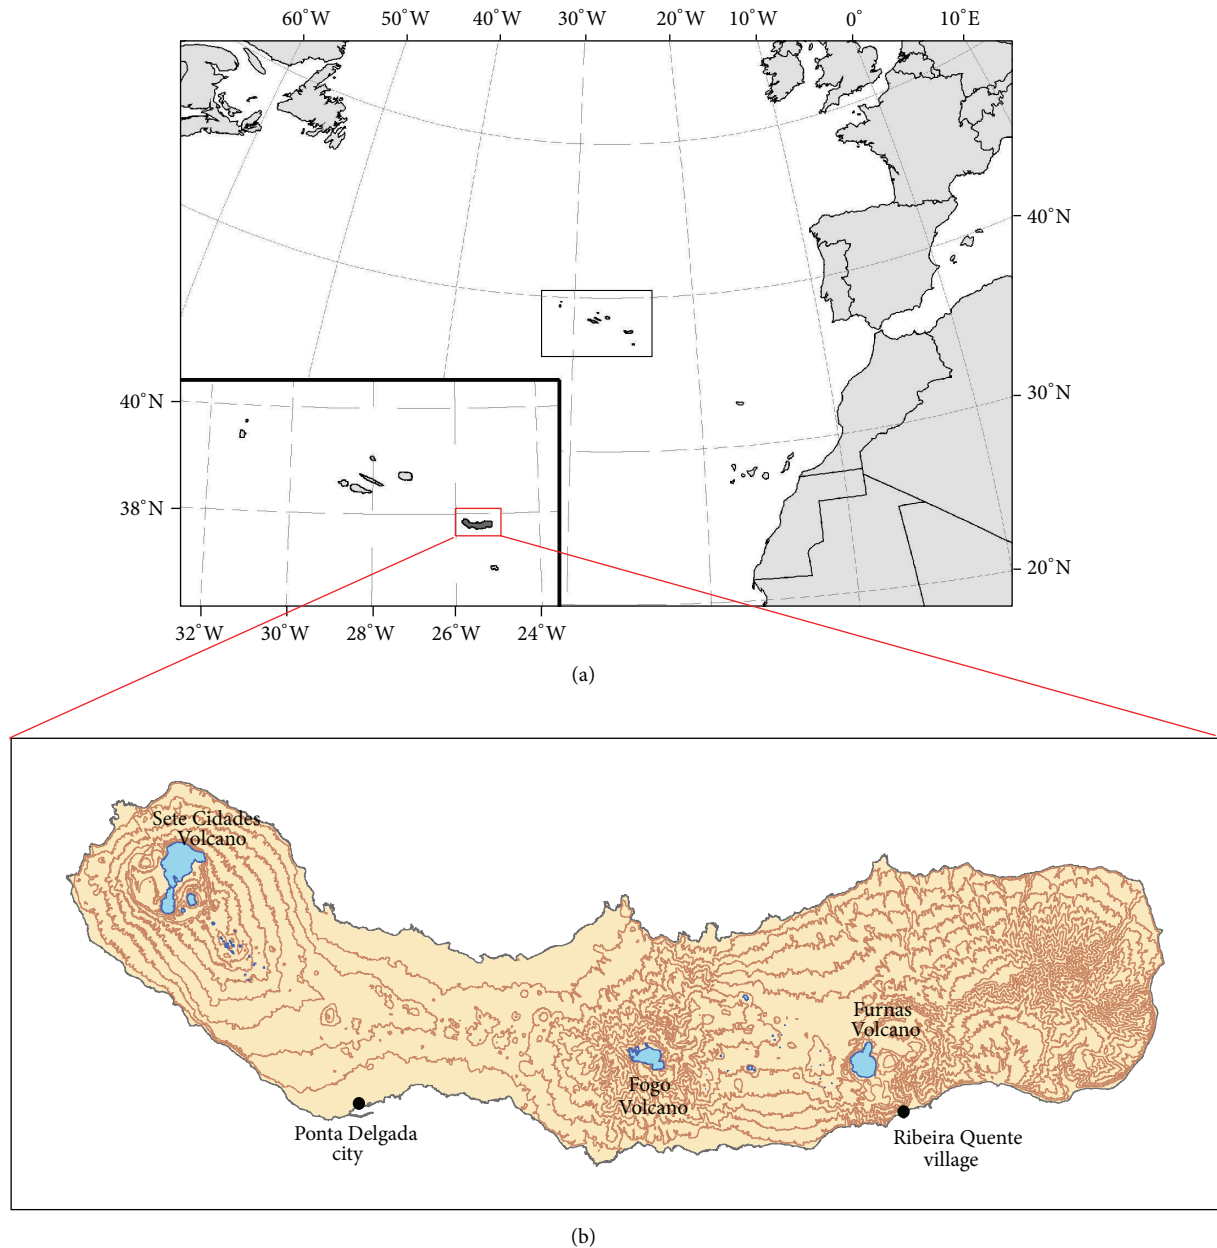 60°W 50°W 40°W 30°W 20°W 10°W 0° 10°E
40°N
30°N
20°N
40°N
38°N
32°W 30°W 28°W 26°W 24°W
(a)
Sete Cidades
Volcano
Furnas
Volcano
Fogo
Volcano
Ponta Delgada
city
Ribeira Quente
village
(b)